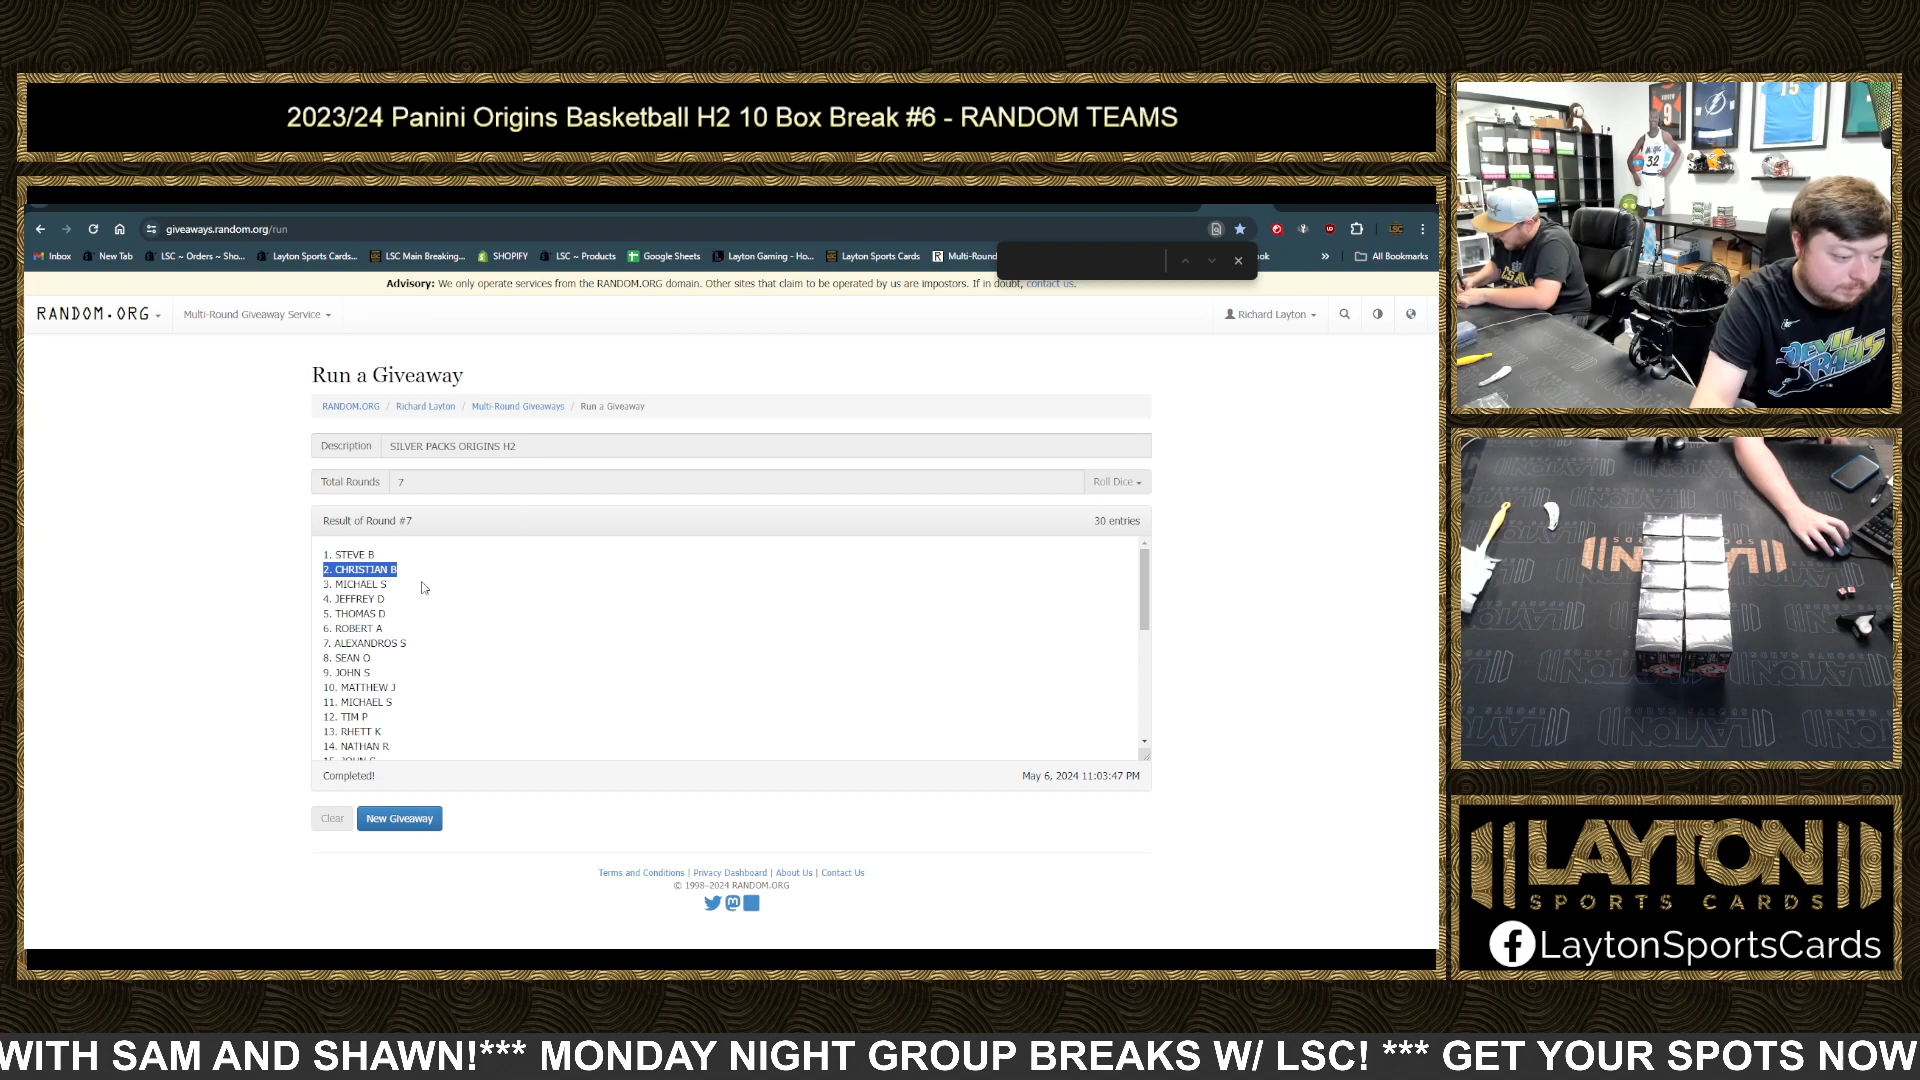 2023/24 Panini Origins Basketball H2 10 Box Break #6 - RANDOM TEAMS
giveaways.random.org/run
Inbox New Tab LSC ~ Orders ~ Sho... Layton Sports Cards... LSC Main Breaking... SHOPIFY LSC ~ Products Google Sheets Layton Gaming - Ho... Layton Sports Cards Multi-Round All Bookmarks
Advisory: We only operate services from the RANDOM.ORG domain. Other sites that claim to be operated by us are impostors. If in doubt, contact us.
RANDOM.ORG Multi-Round Giveaway Service Richard Layton
Run a Giveaway
RANDOM.ORG / Richard Layton / Multi-Round Giveaways / Run a Giveaway
Description SILVER PACKS ORIGINS H2
Total Rounds 7 Roll Dice
Result of Round #7 30 entries
1. STEVE B
2. CHRISTIAN B
3. MICHAEL S
4. JEFFREY D
5. THOMAS D
6. ROBERT A
7. ALEXANDROS S
8. SEAN O
9. JOHN S
10. MATTHEW J
11. MICHAEL S
12. TIM P
13. RHETT K
14. NATHAN R
Completed! May 6, 2024 11:03:47 PM
Clear New Giveaway
Terms and Conditions | Privacy Dashboard | About Us | Contact Us
© 1998–2024 RANDOM.ORG
9
15
Magic
32
DEVIL
RAYS
LAYTON
SPORTS CARDS
LaytonSportsCards
WITH SAM AND SHAWN!*** MONDAY NIGHT GROUP BREAKS W/ LSC! *** GET YOUR SPOTS NOW